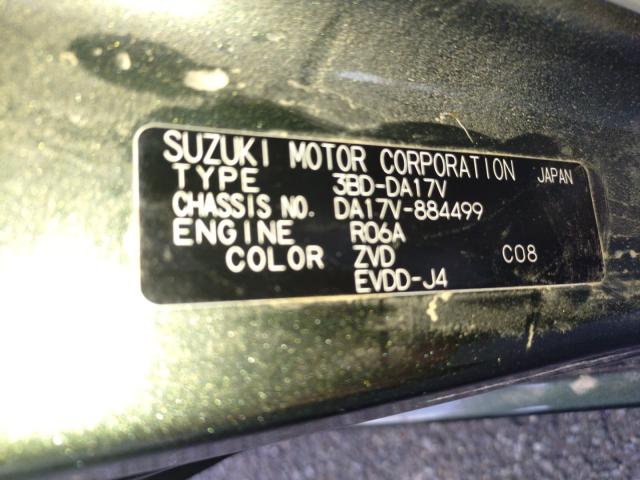 SUZUKI MOTOR CORPORATION JAPAN
TYPE 3BD-DA17V
CHASSIS NO. DA17V-884499
ENGINE R06A
COLOR ZVD C08
EVDD-J4